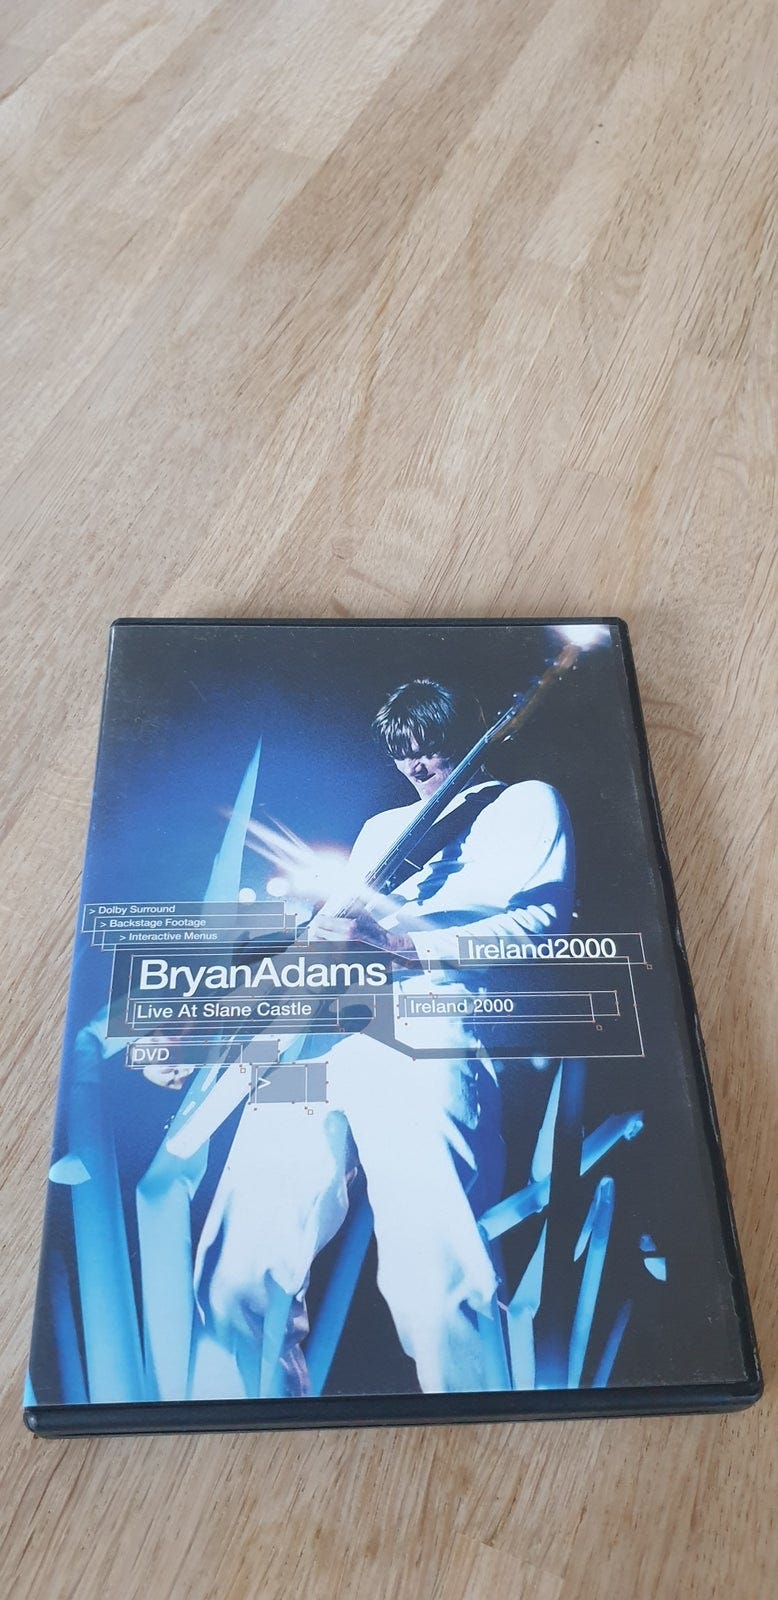 > Dolby Surround
> Backstage Footage
> Interactive Menus
Ireland2000
BryanAdams
Live At Slane Castle
Ireland 2000
DVD
>